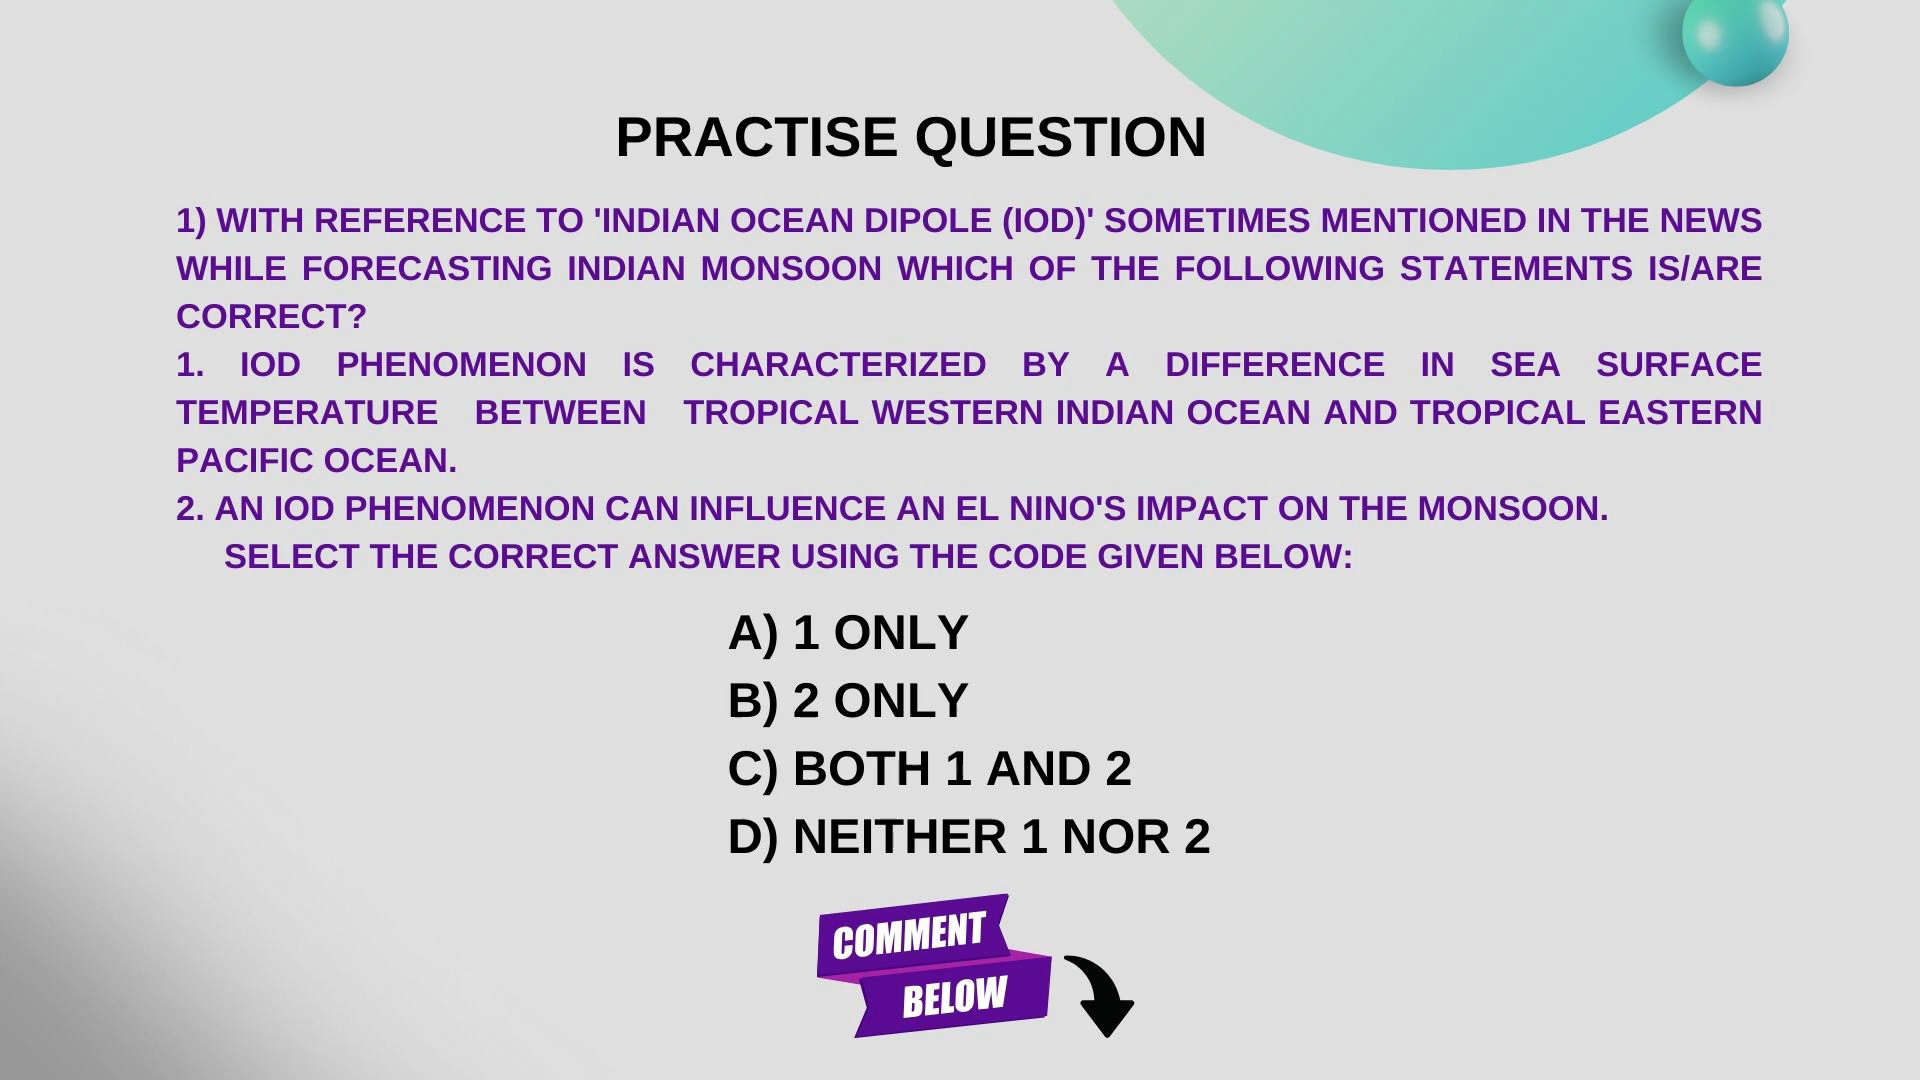 PRACTISE QUESTION
1) WITH REFERENCE TO 'INDIAN OCEAN DIPOLE (IOD)' SOMETIMES MENTIONED IN THE NEWS
WHILE FORECASTING INDIAN MONSOON WHICH OF THE FOLLOWING STATEMENTS IS/ARE
CORRECT?
1. IOD PHENOMENON IS CHARACTERIZED BY A DIFFERENCE IN SEA SURFACE
TEMPERATURE BETWEEN TROPICAL WESTERN INDIAN OCEAN AND TROPICAL EASTERN
PACIFIC OCEAN.
2. AN IOD PHENOMENON CAN INFLUENCE AN EL NINO'S IMPACT ON THE MONSOON.
SELECT THE CORRECT ANSWER USING THE CODE GIVEN BELOW:
A) 1 ONLY
B) 2 ONLY
C) BOTH 1 AND 2
D) NEITHER 1 NOR 2
COMMENT
BELOW